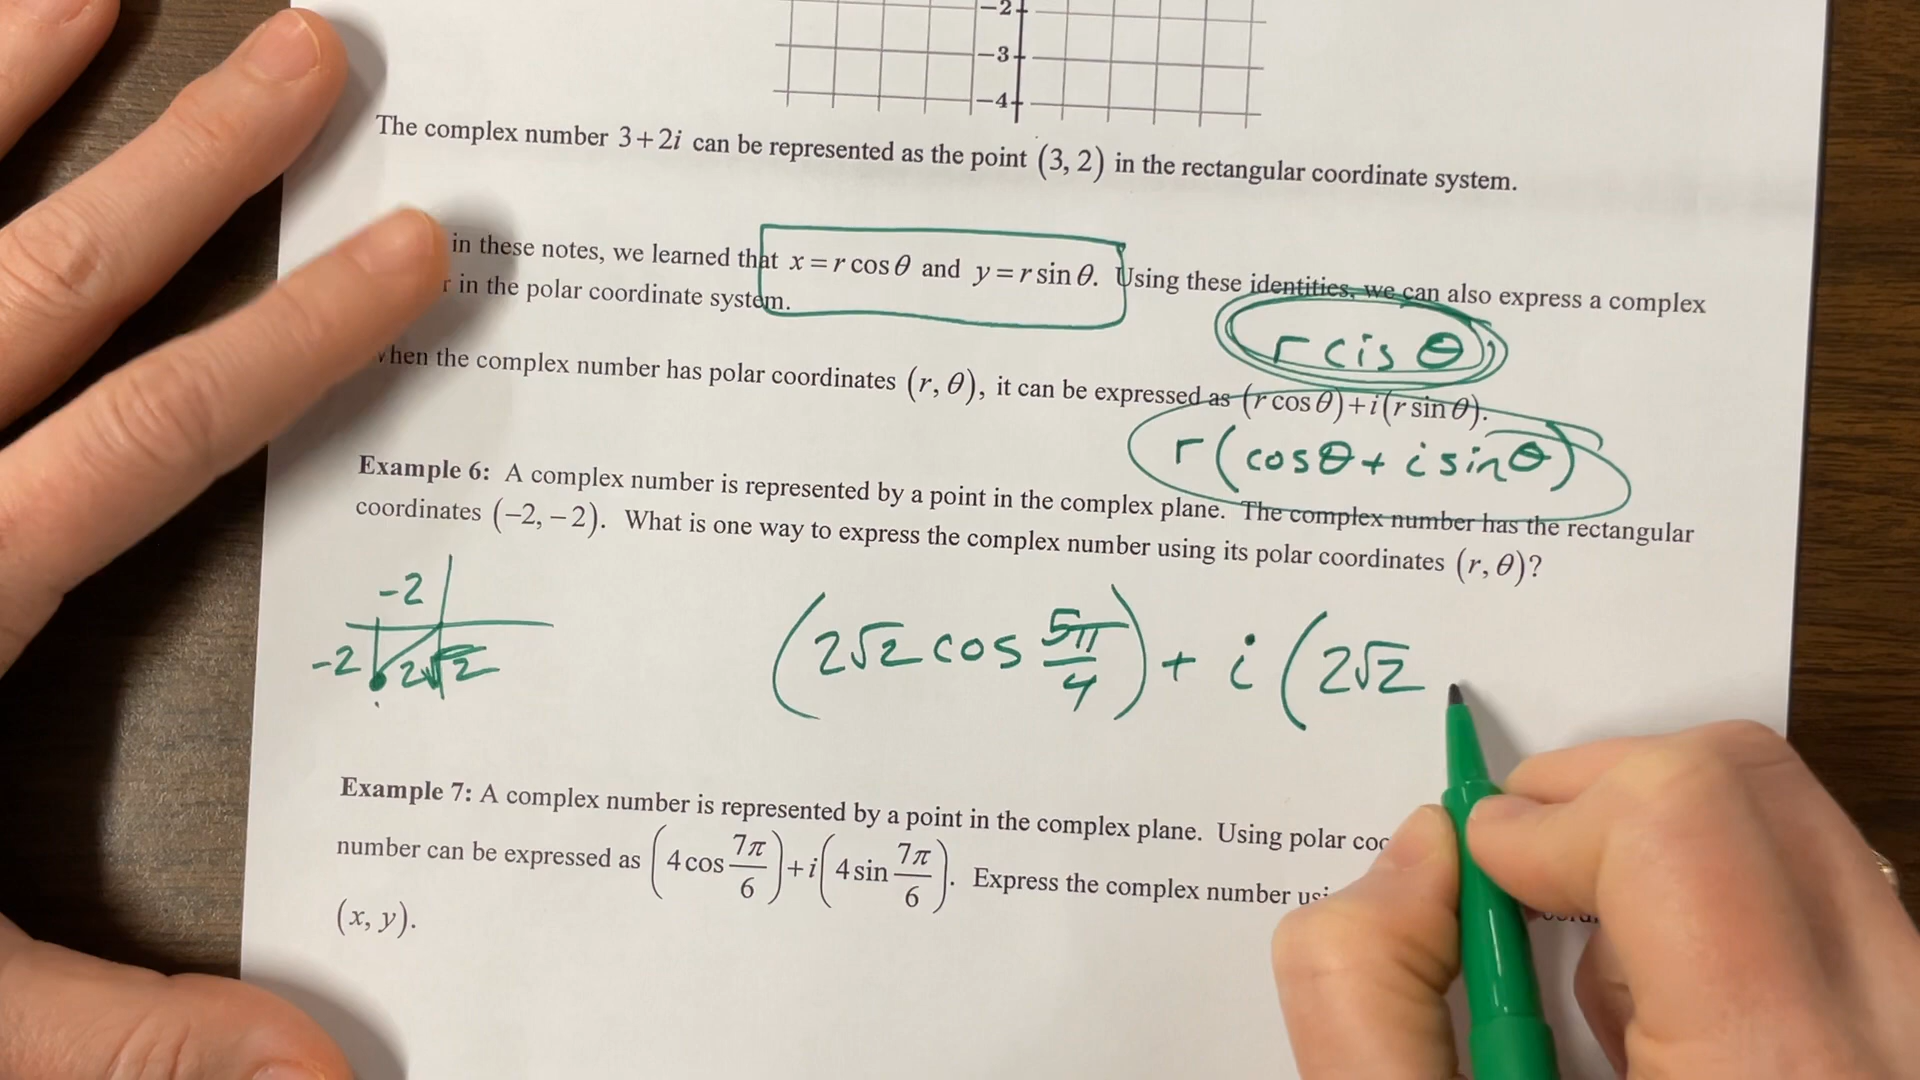 −2
−3
−4
The complex number 3+2i can be represented as the point (3, 2) in the rectangular coordinate system.
in these notes, we learned that x = r cos θ and y = r sin θ. Using these identities, we can also express a complex
r in the polar coordinate system.
r cis θ
hen the complex number has polar coordinates (r, θ), it can be expressed as (r cos θ)+i(r sin θ).
r(cosθ + i sinθ)
Example 6: A complex number is represented by a point in the complex plane. The complex number has the rectangular
coordinates (−2, −2). What is one way to express the complex number using its polar coordinates (r, θ)?
-2
-2 2√2
(2√2 cos 5π/4) + i (2√2
Example 7: A complex number is represented by a point in the complex plane. Using polar coo
number can be expressed as (4 cos 7π/6)+i(4 sin 7π/6). Express the complex number usi
(x, y).